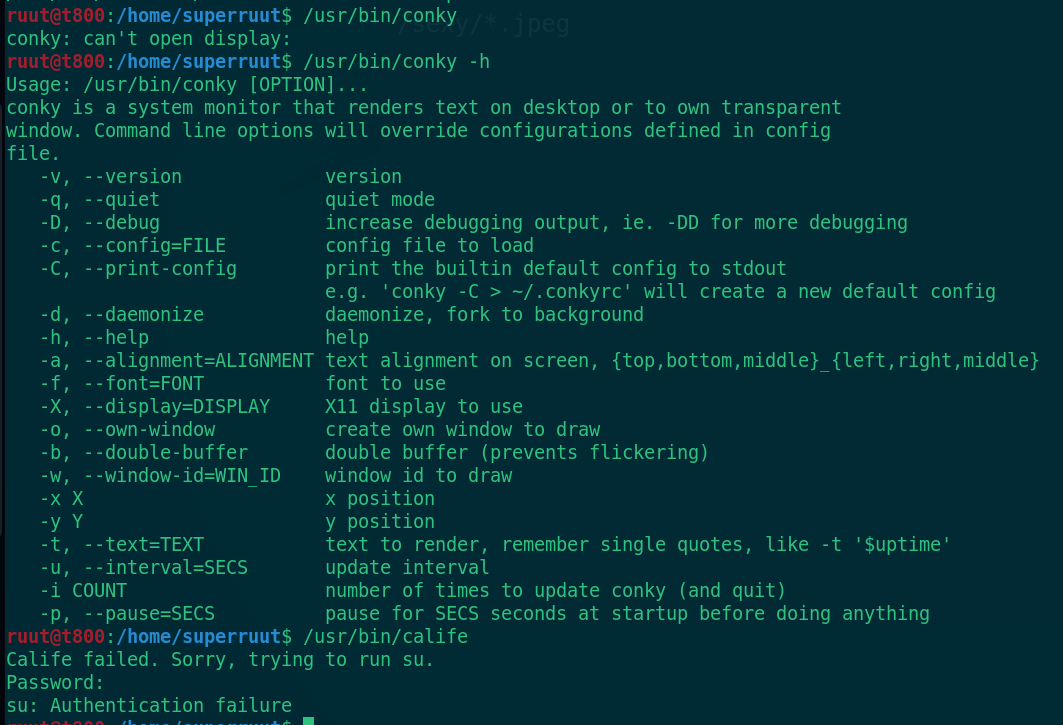 ruut@t800:/home/superruut$ /usr/bin/conky
/sexy/*.jpeg
conky: can't open display:
ruut@t800:/home/superruut$ /usr/bin/conky -h
Usage: /usr/bin/conky [OPTION]...
conky is a system monitor that renders text on desktop or to own transparent
window. Command line options will override configurations defined in config
file.
   -v, --version             version
   -q, --quiet               quiet mode
   -D, --debug               increase debugging output, ie. -DD for more debugging
   -c, --config=FILE         config file to load
   -C, --print-config        print the builtin default config to stdout
                             e.g. 'conky -C > ~/.conkyrc' will create a new default config
   -d, --daemonize           daemonize, fork to background
   -h, --help                help
   -a, --alignment=ALIGNMENT text alignment on screen, {top,bottom,middle}_{left,right,middle}
   -f, --font=FONT           font to use
   -X, --display=DISPLAY     X11 display to use
   -o, --own-window          create own window to draw
   -b, --double-buffer       double buffer (prevents flickering)
   -w, --window-id=WIN_ID    window id to draw
   -x X                      x position
   -y Y                      y position
   -t, --text=TEXT           text to render, remember single quotes, like -t '$uptime'
   -u, --interval=SECS       update interval
   -i COUNT                  number of times to update conky (and quit)
   -p, --pause=SECS          pause for SECS seconds at startup before doing anything
ruut@t800:/home/superruut$ /usr/bin/calife
Calife failed. Sorry, trying to run su.
Password:
su: Authentication failure
ruut@t800:/home/superruut$